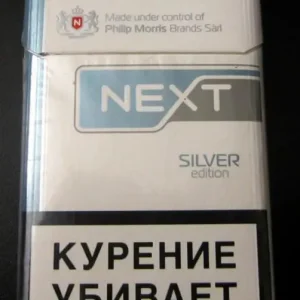 N
Made under control of
Philip Morris Brands Sàrl
NEXT
SILVER
edition
КУРЕНИЕ
УБИВАЕТ